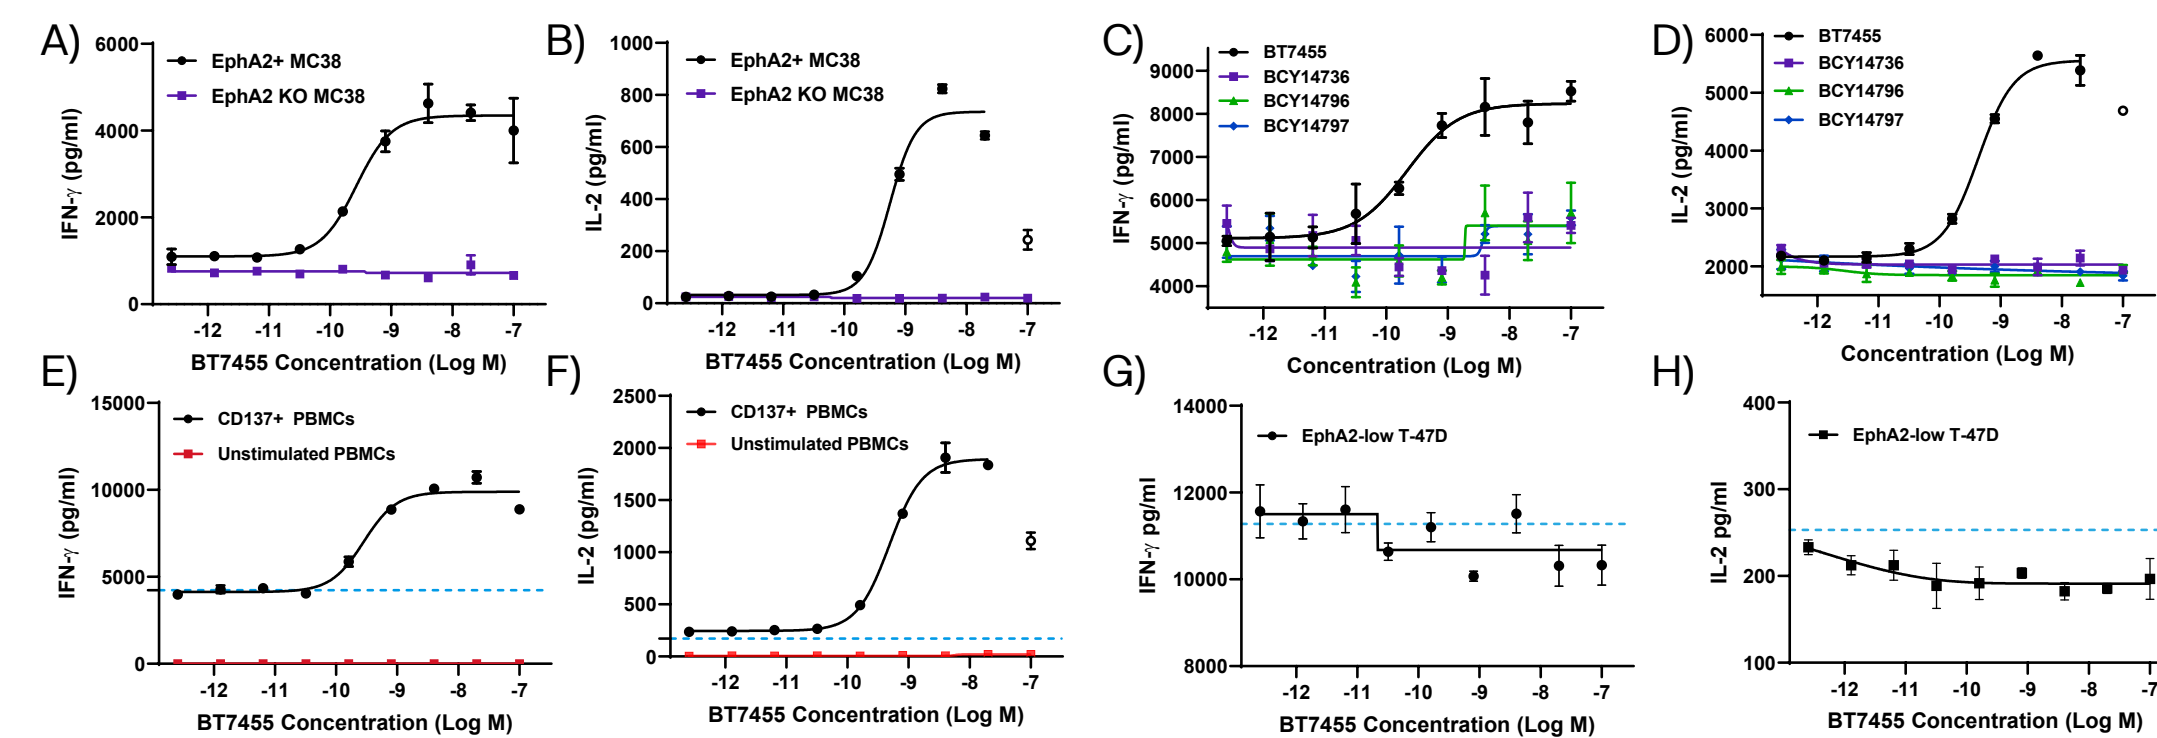 A)
6000
4000
2000
0
IFN-γ (pg/ml)
EphA2+ MC38
EphA2 KO MC38
-12 -11 -10 -9 -8 -7
BT7455 Concentration (Log M)
B)
1000
800
600
400
200
0
IL-2 (pg/ml)
EphA2+ MC38
EphA2 KO MC38
-12 -11 -10 -9 -8 -7
BT7455 Concentration (Log M)
C)
9000
8000
7000
6000
5000
4000
IFN-γ (pg/ml)
BT7455
BCY14736
BCY14796
BCY14797
-12 -11 -10 -9 -8 -7
Concentration (Log M)
D)
6000
5000
4000
3000
2000
IL-2 (pg/ml)
BT7455
BCY14736
BCY14796
BCY14797
-12 -11 -10 -9 -8 -7
Concentration (Log M)
E)
15000
10000
5000
0
IFN-γ (pg/ml)
CD137+ PBMCs
Unstimulated PBMCs
-12 -11 -10 -9 -8 -7
BT7455 Concentration (Log M)
F)
2500
2000
1500
1000
500
0
IL-2 (pg/ml)
CD137+ PBMCs
Unstimulated PBMCs
-12 -11 -10 -9 -8 -7
BT7455 Concentration (Log M)
G)
14000
12000
10000
8000
IFN-γ pg/ml
EphA2-low T-47D
-12 -11 -10 -9 -8 -7
BT7455 Concentration (Log M)
H)
400
300
200
100
IL-2 pg/ml
EphA2-low T-47D
-12 -11 -10 -9 -8 -7
BT7455 Concentration (Log M)